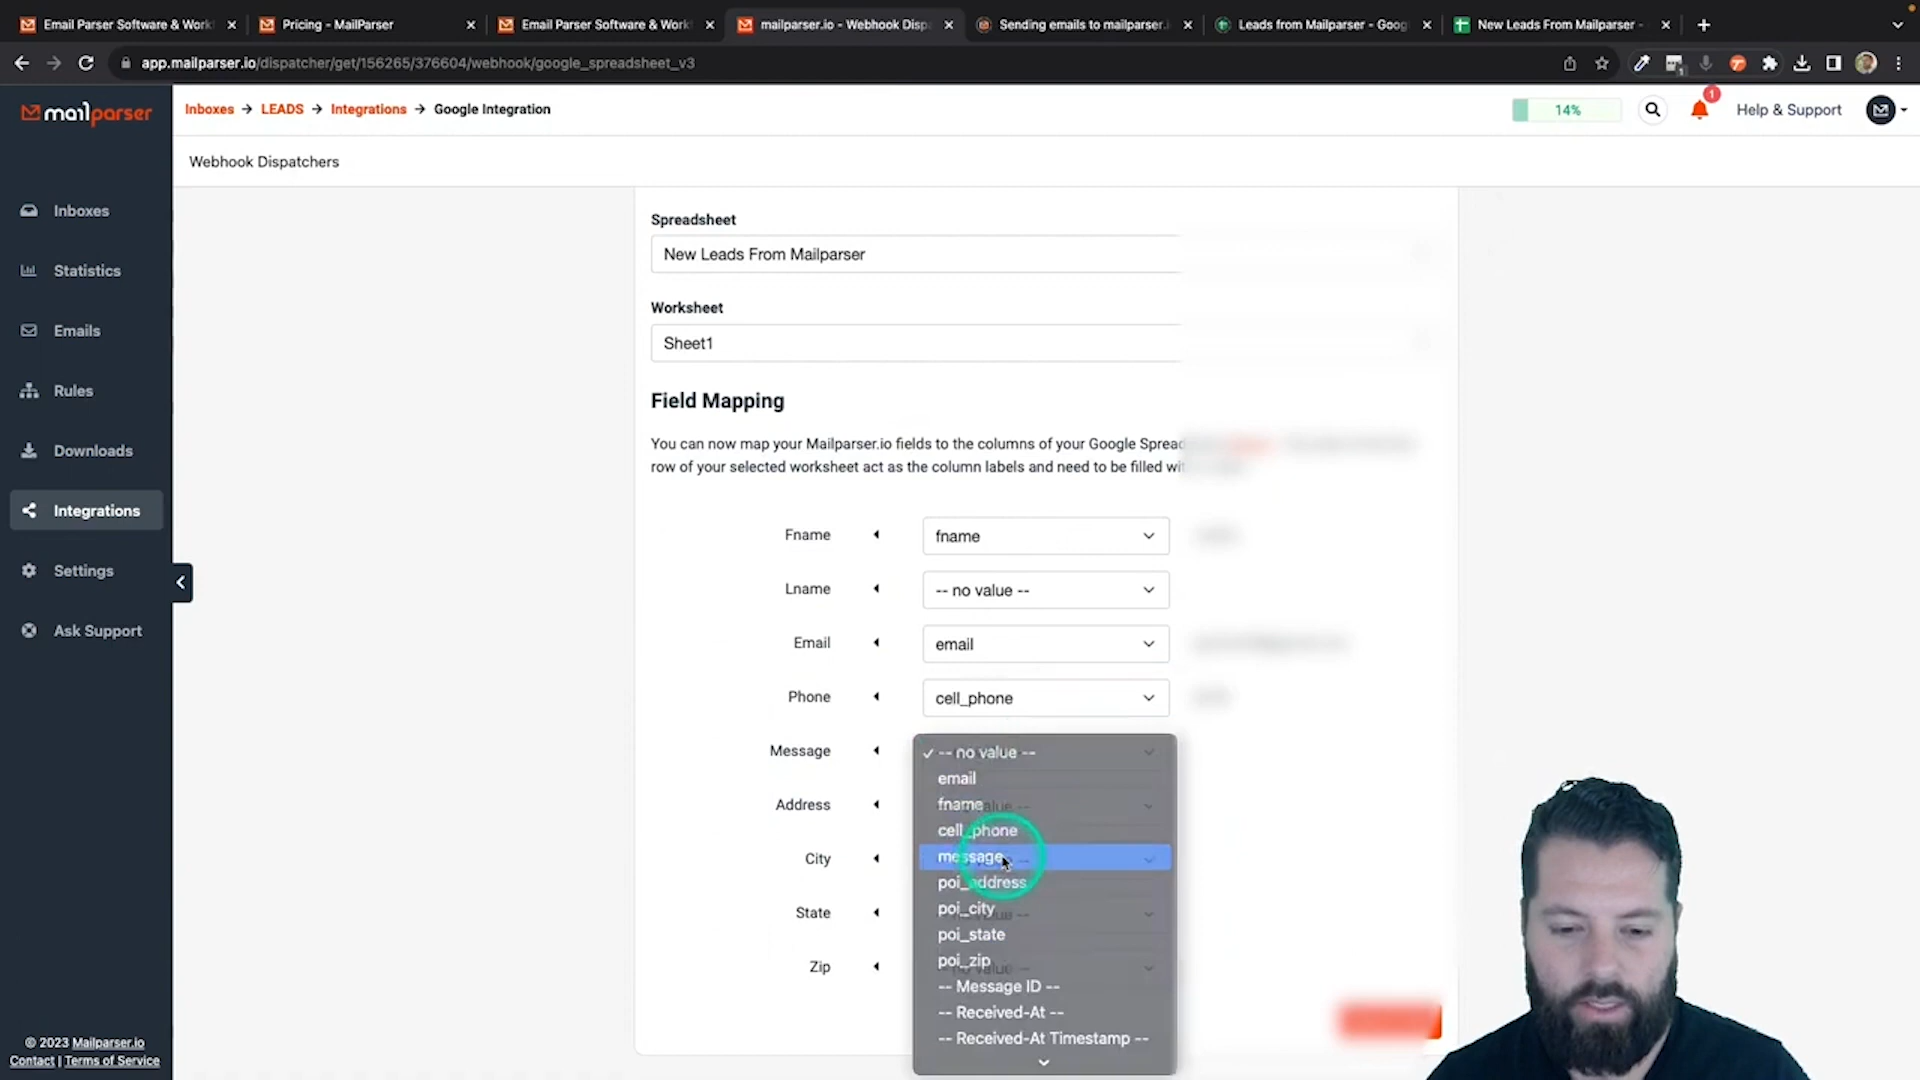 Email Parser Software & Work
Pricing - MailParser
Email Parser Software & Work
mailparser.io - Webhook Disp
Sending emails to mailparser.
Leads from Mailparser - Goog
New Leads From Mailparser -
app.mailparser.io/dispatcher/get/156265/376604/webhook/google_spreadsheet_v3
mailparser
Inboxes → LEADS → Integrations → Google Integration
14%
1
Help & Support
Webhook Dispatchers
Inboxes
Statistics
Emails
Rules
Downloads
Integrations
Settings
Ask Support
Spreadsheet
New Leads From Mailparser
Worksheet
Sheet1
Field Mapping
You can now map your Mailparser.io fields to the columns of your Google Sprea
row of your selected worksheet act as the column labels and need to be filled wi
Fname fname
Lname -- no value --
Email email
Phone cell_phone
Message
Address
City
State
Zip
✓ -- no value --
email
fname
cell_phone
message
poi_address
poi_city
poi_state
poi_zip
-- Message ID --
-- Received-At --
-- Received-At Timestamp --
© 2023 Mailparser.io
Contact | Terms of Service